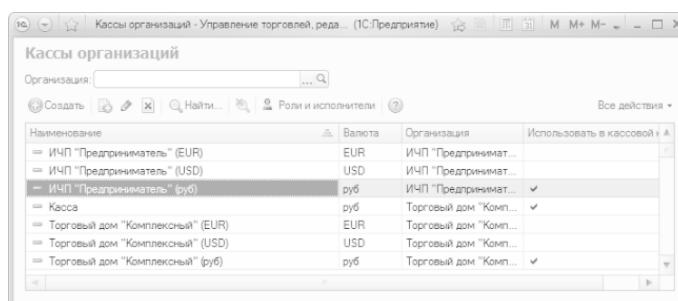 Кассы организаций - Управление торговлей, реда... (1С:Предприятие) M M+ M-
Кассы организаций
Организация: ...
Создать Найти... Роли и исполнители Все действия
Наименование Валюта Организация Использовать в кассовой
ИЧП "Предприниматель" (EUR) EUR ИЧП "Предпринимат...
ИЧП "Предприниматель" (USD) USD ИЧП "Предпринимат...
ИЧП "Предприниматель" (руб) руб ИЧП "Предпринимат...
Касса руб Торговый дом "Комп...
Торговый дом "Комплексный" (EUR) EUR Торговый дом "Комп...
Торговый дом "Комплексный" (USD) USD Торговый дом "Комп...
Торговый дом "Комплексный" (руб) руб Торговый дом "Комп...